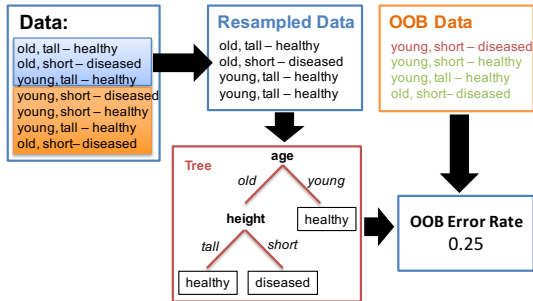 Data:
old, tall – healthy
old, short – diseased
young, tall – healthy
young, short – diseased
young, short – healthy
young, tall – healthy
old, short– diseased
Resampled Data
old, tall – healthy
old, short – diseased
young, tall – healthy
young, tall – healthy
OOB Data
young, short – diseased
young, short – healthy
young, tall – healthy
old, short – diseased
Tree
age
old
young
height
healthy
tall
short
healthy
diseased
OOB Error Rate
0.25